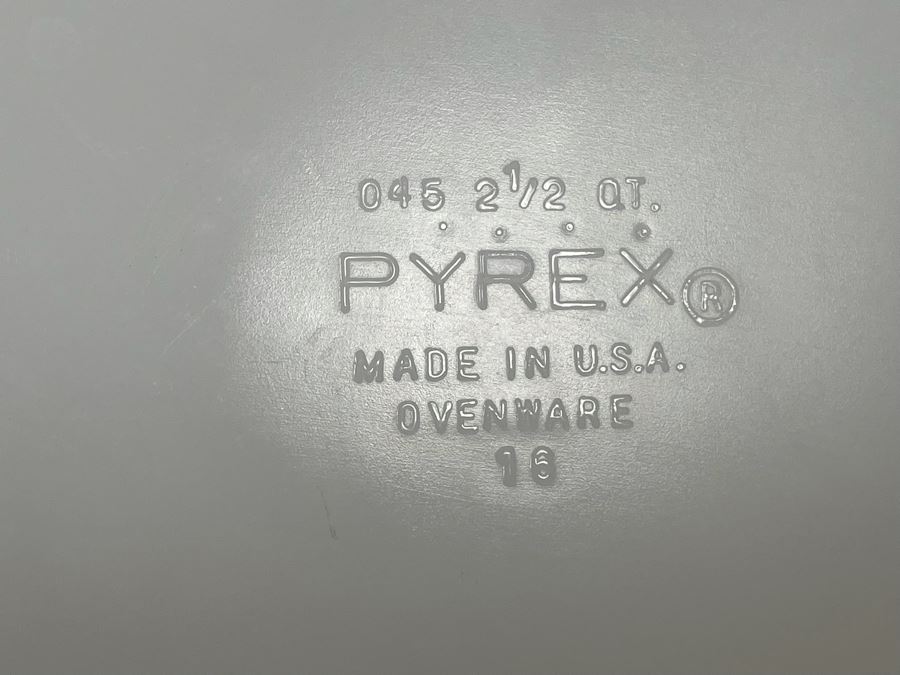 045 2 1/2 QT.
PYREX®
MADE IN U.S.A.
OVENWARE
16